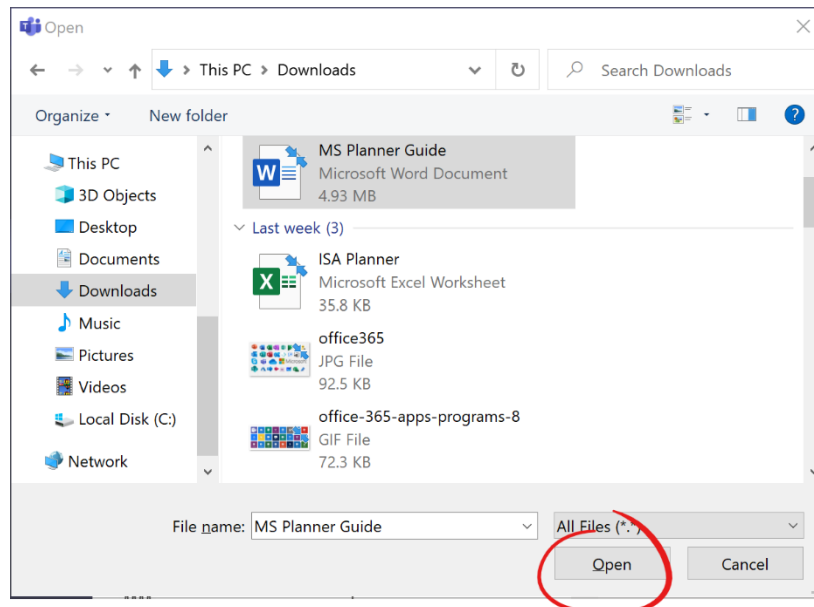 Open
This PC > Downloads
Search Downloads
Organize
New folder
?
This PC
3D Objects
Desktop
Documents
Downloads
Music
Pictures
Videos
Local Disk (C:)
Network
MS Planner Guide
Microsoft Word Document
4.93 MB
Last week (3)
ISA Planner
Microsoft Excel Worksheet
35.8 KB
office365
JPG File
92.5 KB
office-365-apps-programs-8
GIF File
72.3 KB
File name: MS Planner Guide
All Files (*.*)
Open
Cancel